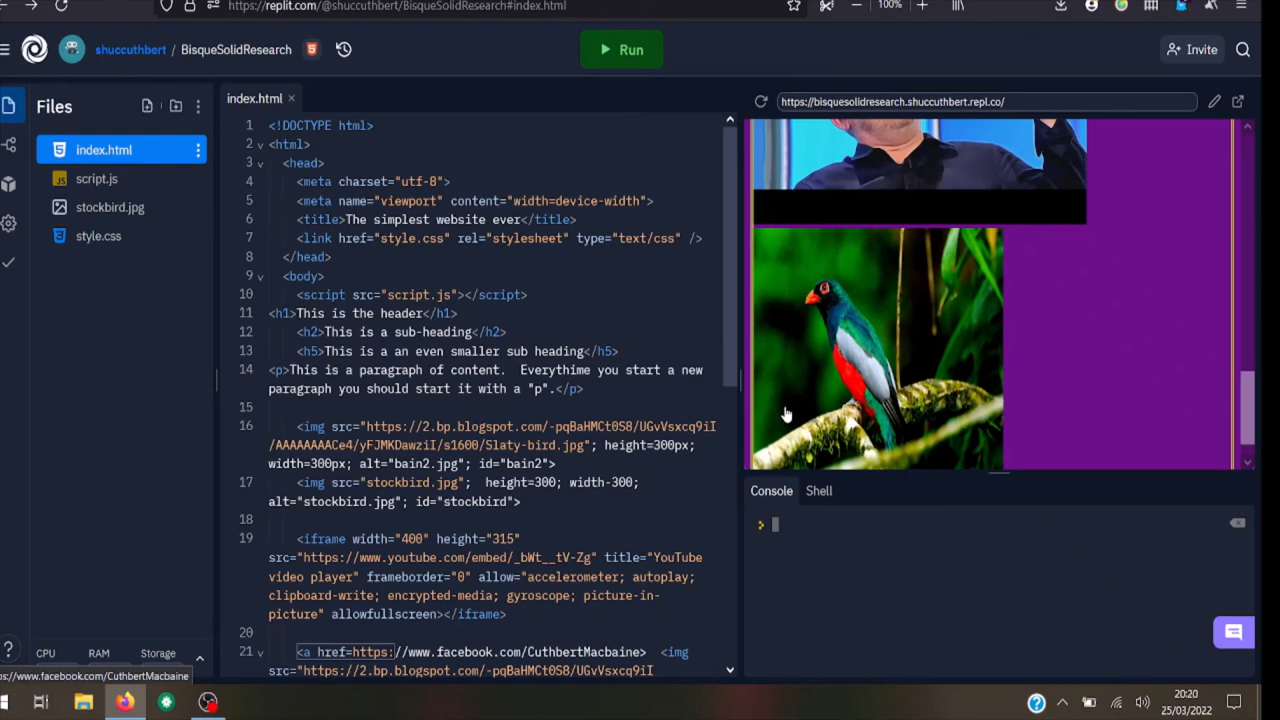 https://replit.com/@shuccuthbert/BisqueSolidResearch#index.html
100%
shuccuthbert / BisqueSolidResearch
Run
Invite
Files
index.html
script.js
stockbird.jpg
style.css
CPU
RAM
Storage
s://www.facebook.com/CuthbertMacbaine
index.html
1 <!DOCTYPE html>
2 <html>
3 <head>
4 <meta charset="utf-8">
5 <meta name="viewport" content="width=device-width">
6 <title>The simplest website ever</title>
7 <link href="style.css" rel="stylesheet" type="text/css" />
8 </head>
9 <body>
10 <script src="script.js"></script>
11 <h1>This is the header</h1>
12 <h2>This is a sub-heading</h2>
13 <h5>This is a an even smaller sub heading</h5>
14 <p>This is a paragraph of content.  Everythime you start a new
paragraph you should start it with a "p".</p>
15
16 <img src="https://2.bp.blogspot.com/-pqBaHMCt0S8/UGvVsxcq9iI
/AAAAAAAACe4/yFJMKDawziI/s1600/Slaty-bird.jpg"; height=300px;
width=300px; alt="bain2.jpg"; id="bain2">
17 <img src="stockbird.jpg";  height=300; width-300;
alt="stockbird.jpg"; id="stockbird">
18
19 <iframe width="400" height="315"
src="https://www.youtube.com/embed/_bWt__tV-Zg" title="YouTube
video player" frameborder="0" allow="accelerometer; autoplay;
clipboard-write; encrypted-media; gyroscope; picture-in-
picture" allowfullscreen></iframe>
20
21 <a href=https://www.facebook.com/CuthbertMacbaine>  <img
src="https://2.bp.blogspot.com/-pqBaHMCt0S8/UGvVsxcq9iI
https://bisquesolidresearch.shuccuthbert.repl.co/
Console
Shell
20:20
25/03/2022